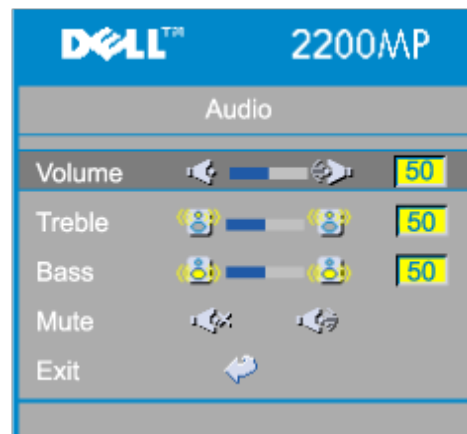 DELL™ 2200MP
Audio
Volume 50
Treble 50
Bass 50
Mute
Exit